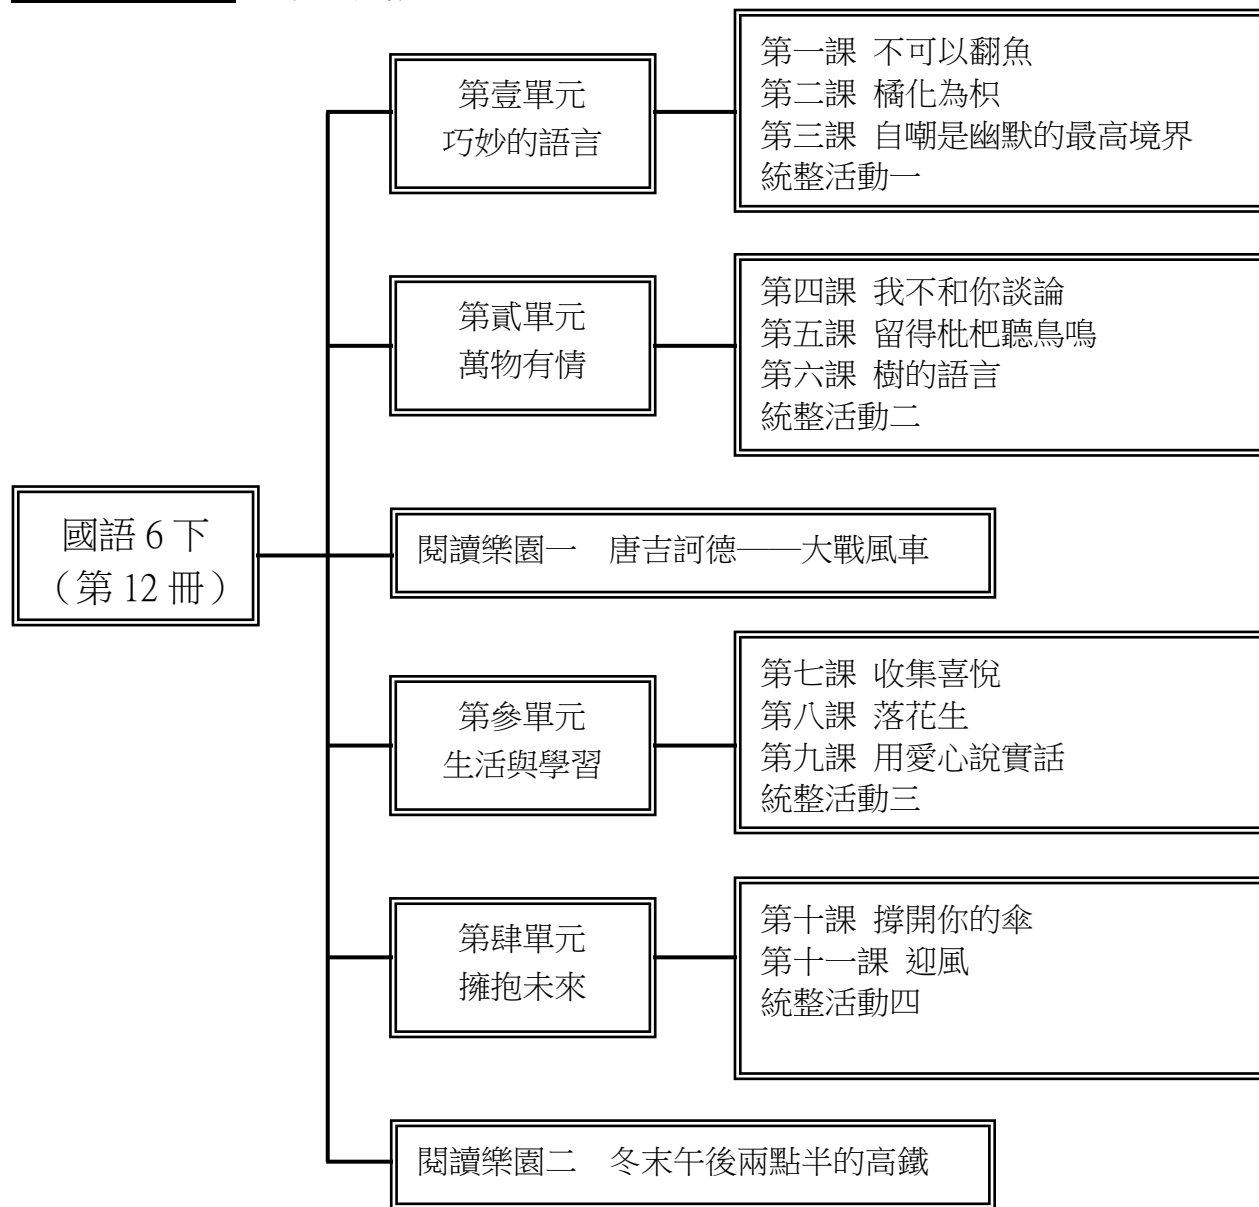 國語 6 下
（第 12 冊）
第壹單元
巧妙的語言
第一課 不可以翻魚
第二課 橘化為枳
第三課 自嘲是幽默的最高境界
統整活動一
第貳單元
萬物有情
第四課 我不和你談論
第五課 留得枇杷聽鳥鳴
第六課 樹的語言
統整活動二
閱讀樂園一 唐吉訶德——大戰風車
第參單元
生活與學習
第七課 收集喜悅
第八課 落花生
第九課 用愛心說實話
統整活動三
第肆單元
擁抱未來
第十課 撐開你的傘
第十一課 迎風
統整活動四
閱讀樂園二 冬末午後兩點半的高鐵